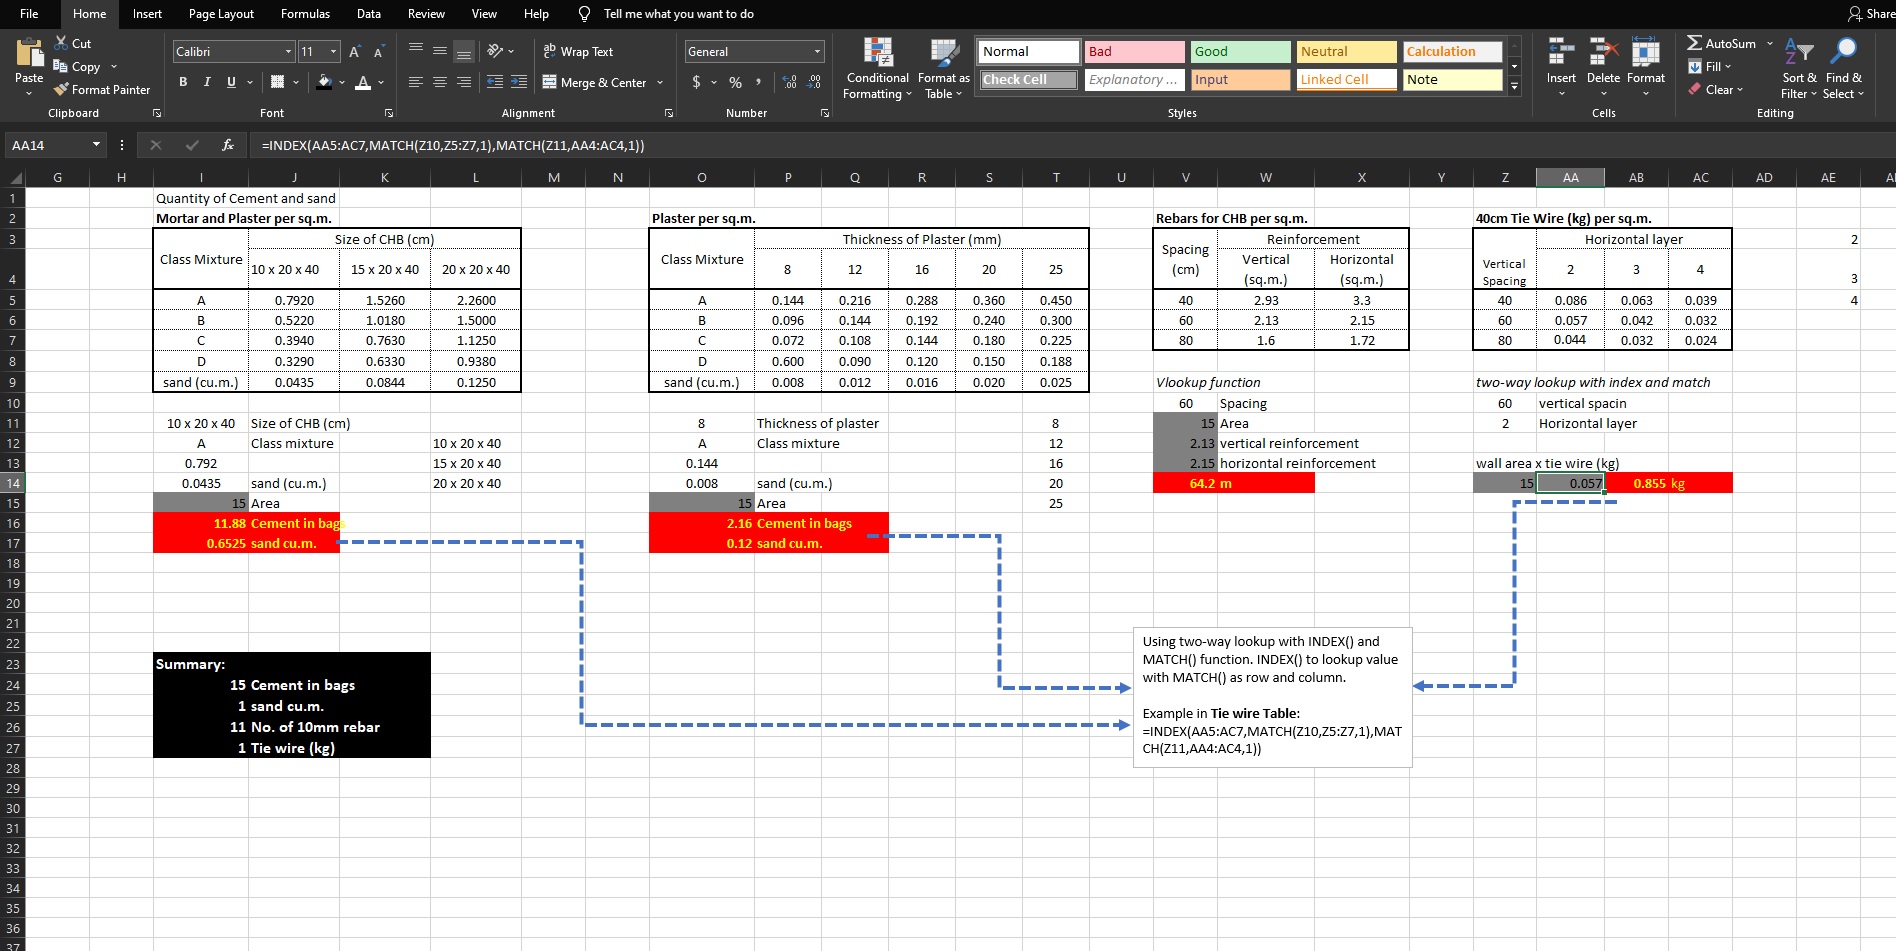 File Home Insert Page Layout Formulas Data Review View Help Tell me what you want to do Share
Cut
Copy
Format Painter
Paste
Clipboard
Calibri 11
B I U
Font
Wrap Text
Merge & Center
Alignment
General
$ % ,
Number
Conditional Formatting
Format as Table
Normal Bad Good Neutral Calculation
Check Cell Explanatory ... Input Linked Cell Note
Styles
Insert Delete Format
Cells
AutoSum
Fill
Clear
Sort & Filter
Find & Select
Editing
AA14 fx =INDEX(AA5:AC7,MATCH(Z10,Z5:Z7,1),MATCH(Z11,AA4:AC4,1))
G H I J K L M N O P Q R S T U V W X Y Z AA AB AC AD AE
1
2
3
4
5
6
7
8
9
10
11
12
13
14
15
16
17
18
19
20
21
22
23
24
25
26
27
28
29
30
31
32
33
34
35
36
37
Quantity of Cement and sand
Mortar and Plaster per sq.m.
Class Mixture Size of CHB (cm)
10 x 20 x 40 15 x 20 x 40 20 x 20 x 40
A 0.7920 1.5260 2.2600
B 0.5220 1.0180 1.5000
C 0.3940 0.7630 1.1250
D 0.3290 0.6330 0.9380
sand (cu.m.) 0.0435 0.0844 0.1250
10 x 20 x 40 Size of CHB (cm)
A Class mixture 10 x 20 x 40
0.792 15 x 20 x 40
0.0435 sand (cu.m.) 20 x 20 x 40
15 Area
11.88 Cement in bags
0.6525 sand cu.m.
Summary:
15 Cement in bags
1 sand cu.m.
11 No. of 10mm rebar
1 Tie wire (kg)
Plaster per sq.m.
Class Mixture Thickness of Plaster (mm)
8 12 16 20 25
A 0.144 0.216 0.288 0.360 0.450
B 0.096 0.144 0.192 0.240 0.300
C 0.072 0.108 0.144 0.180 0.225
D 0.600 0.090 0.120 0.150 0.188
sand (cu.m.) 0.008 0.012 0.016 0.020 0.025
8 Thickness of plaster 8
A Class mixture 12
0.144 16
0.008 sand (cu.m.) 20
15 Area 25
2.16 Cement in bags
0.12 sand cu.m.
Rebars for CHB per sq.m.
Spacing (cm) Reinforcement
Vertical (sq.m.) Horizontal (sq.m.)
40 2.93 3.3
60 2.13 2.15
80 1.6 1.72
Vlookup function
60 Spacing
15 Area
2.13 vertical reinforcement
2.15 horizontal reinforcement
64.2 m
40cm Tie Wire (kg) per sq.m.
Vertical Spacing Horizontal layer
2 3 4
40 0.086 0.063 0.039
60 0.057 0.042 0.032
80 0.044 0.032 0.024
two-way lookup with index and match
60 vertical spacin
2 Horizontal layer
wall area x tie wire (kg)
15 0.057 0.855 kg
2
3
4
Using two-way lookup with INDEX() and
MATCH() function. INDEX() to lookup value
with MATCH() as row and column.
Example in Tie wire Table:
=INDEX(AA5:AC7,MATCH(Z10,Z5:Z7,1),MAT
CH(Z11,AA4:AC4,1))